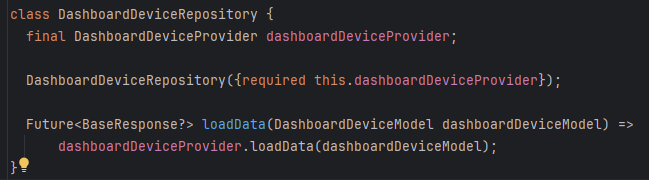 class DashboardDeviceRepository {
  final DashboardDeviceProvider dashboardDeviceProvider;

  DashboardDeviceRepository({required this.dashboardDeviceProvider});

  Future<BaseResponse?> loadData(DashboardDeviceModel dashboardDeviceModel) =>
      dashboardDeviceProvider.loadData(dashboardDeviceModel);
}